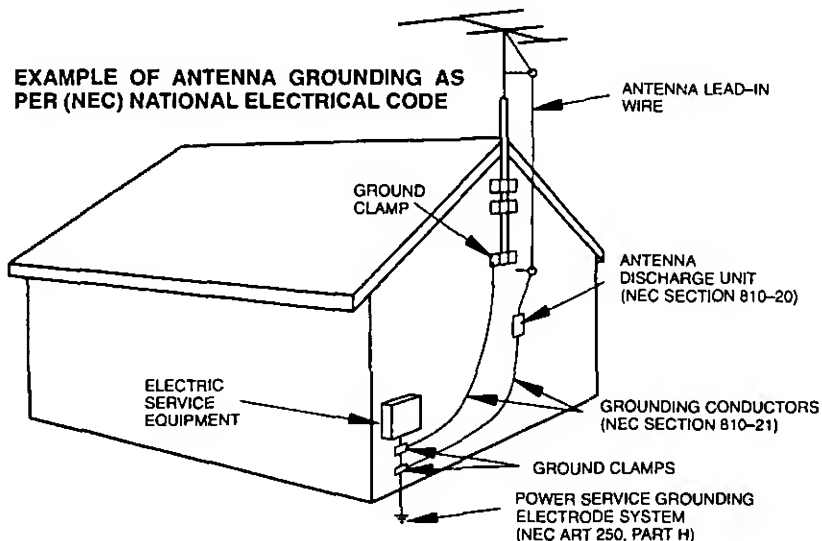 EXAMPLE OF ANTENNA GROUNDING AS
PER (NEC) NATIONAL ELECTRICAL CODE
ANTENNA LEAD–IN
WIRE
GROUND
CLAMP
ANTENNA
DISCHARGE UNIT
(NEC SECTION 810–20)
ELECTRIC
SERVICE
EQUIPMENT
GROUNDING CONDUCTORS
(NEC SECTION 810–21)
GROUND CLAMPS
POWER SERVICE GROUNDING
ELECTRODE SYSTEM
(NEC ART 250, PART H)